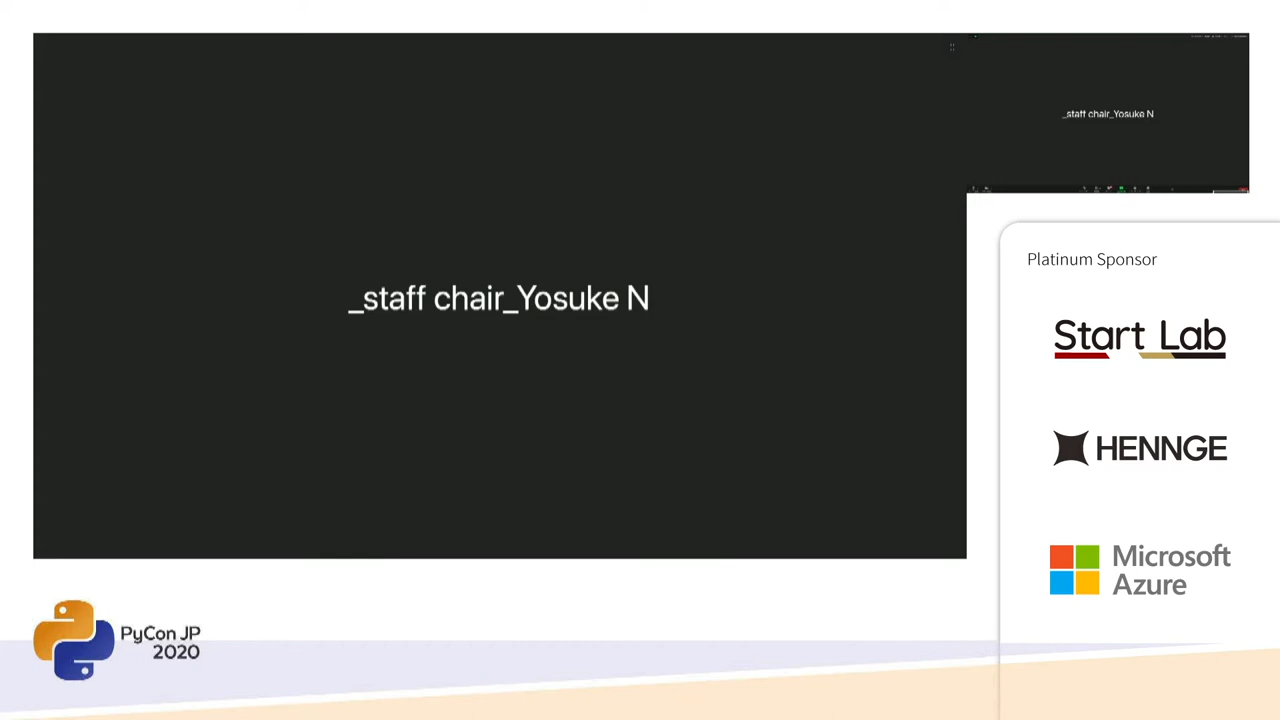 _staff chair_Yosuke N
_staff chair_Yosuke N
Platinum Sponsor
Start Lab
HENNGE
Microsoft
Azure
PyCon JP
2020